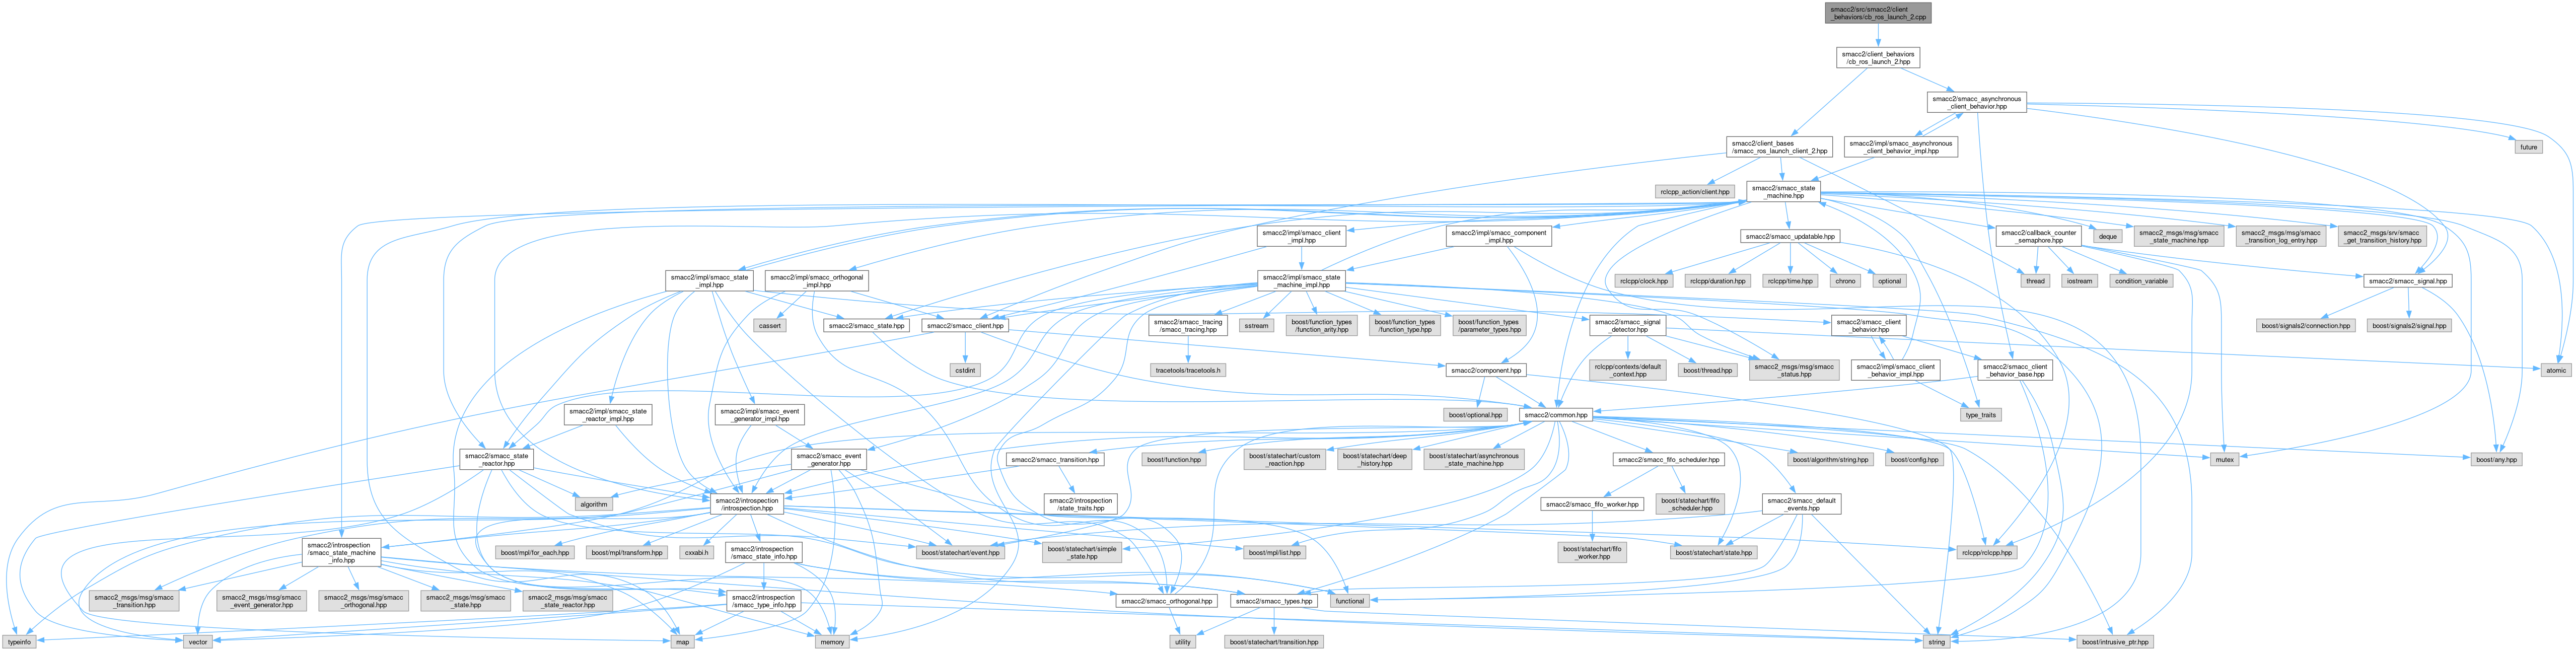 smacc2/src/smacc2/client
_behaviors/cb_ros_launch_2.cpp
smacc2/client_behaviors
/cb_ros_launch_2.hpp
smacc2/smacc_asynchronous
_client_behavior.hpp
smacc2/client_bases
/smacc_ros_launch_client_2.hpp
smacc2/impl/smacc_asynchronous
_client_behavior_impl.hpp
future
rclcpp_action/client.hpp
smacc2/smacc_state
_machine.hpp
smacc2/impl/smacc_client
_impl.hpp
smacc2/impl/smacc_component
_impl.hpp
smacc2/smacc_updatable.hpp
smacc2/callback_counter
_semaphore.hpp
deque
smacc2_msgs/msg/smacc
_state_machine.hpp
smacc2_msgs/msg/smacc
_transition_log_entry.hpp
smacc2_msgs/srv/smacc
_get_transition_history.hpp
smacc2/impl/smacc_state
_impl.hpp
smacc2/impl/smacc_orthogonal
_impl.hpp
smacc2/impl/smacc_state
_machine_impl.hpp
rclcpp/clock.hpp
rclcpp/duration.hpp
rclcpp/time.hpp
chrono
optional
thread
iostream
condition_variable
smacc2/smacc_signal.hpp
cassert
smacc2/smacc_state.hpp
smacc2/smacc_client.hpp
smacc2/smacc_tracing
/smacc_tracing.hpp
sstream
boost/function_types
/function_arity.hpp
boost/function_types
/function_type.hpp
boost/function_types
/parameter_types.hpp
smacc2/smacc_signal
_detector.hpp
smacc2/smacc_client
_behavior.hpp
boost/signals2/connection.hpp
boost/signals2/signal.hpp
cstdint
tracetools/tracetools.h
smacc2/component.hpp
rclcpp/contexts/default
_context.hpp
boost/thread.hpp
smacc2_msgs/msg/smacc
_status.hpp
smacc2/impl/smacc_client
_behavior_impl.hpp
smacc2/smacc_client
_behavior_base.hpp
atomic
smacc2/impl/smacc_state
_reactor_impl.hpp
smacc2/impl/smacc_event
_generator_impl.hpp
boost/optional.hpp
smacc2/common.hpp
type_traits
smacc2/smacc_state
_reactor.hpp
smacc2/smacc_event
_generator.hpp
smacc2/smacc_transition.hpp
boost/function.hpp
boost/statechart/custom
_reaction.hpp
boost/statechart/deep
_history.hpp
boost/statechart/asynchronous
_state_machine.hpp
smacc2/smacc_fifo_scheduler.hpp
boost/algorithm/string.hpp
boost/config.hpp
mutex
boost/any.hpp
algorithm
smacc2/introspection
/introspection.hpp
smacc2/introspection
/state_traits.hpp
smacc2/smacc_fifo_worker.hpp
boost/statechart/fifo
_scheduler.hpp
smacc2/smacc_default
_events.hpp
smacc2/introspection
/smacc_state_machine
_info.hpp
boost/mpl/for_each.hpp
boost/mpl/transform.hpp
cxxabi.h
smacc2/introspection
/smacc_state_info.hpp
boost/statechart/event.hpp
boost/statechart/simple
_state.hpp
boost/mpl/list.hpp
boost/statechart/fifo
_worker.hpp
boost/statechart/state.hpp
rclcpp/rclcpp.hpp
smacc2_msgs/msg/smacc
_transition.hpp
smacc2_msgs/msg/smacc
_event_generator.hpp
smacc2_msgs/msg/smacc
_orthogonal.hpp
smacc2_msgs/msg/smacc
_state.hpp
smacc2_msgs/msg/smacc
_state_reactor.hpp
smacc2/introspection
/smacc_type_info.hpp
smacc2/smacc_orthogonal.hpp
smacc2/smacc_types.hpp
functional
typeinfo
vector
map
memory
utility
boost/statechart/transition.hpp
string
boost/intrusive_ptr.hpp